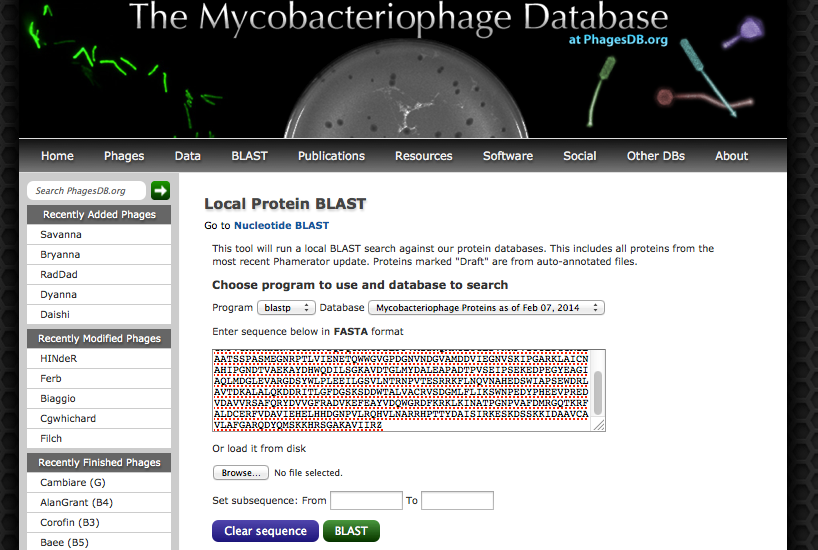 The Mycobacteriophage Database
at PhagesDB.org
Home Phages Data BLAST Publications Resources Software Social Other DBs About
Search PhagesDB.org
Recently Added Phages
Savanna
Bryanna
RadDad
Dyanna
Daishi
Recently Modified Phages
HINdeR
Ferb
Biaggio
Cgwhichard
Filch
Recently Finished Phages
Cambiare (G)
AlanGrant (B4)
Corofin (B3)
Baee (B5)
Local Protein BLAST
Go to Nucleotide BLAST
This tool will run a local BLAST search against our protein databases. This includes all proteins from the
most recent Phamerator update. Proteins marked "Draft" are from auto-annotated files.
Choose program to use and database to search
Program blastp Database Mycobacteriophage Proteins as of Feb 07, 2014
Enter sequence below in FASTA format
AATSSPASMEGNRPTLVIENETQWWGVGPDGNVNDGVAMDDVIEGNVSKIPGARKLAICN
AHIPGNDTVAEKAYDHWQDILSGKAVDTGLMYDALEAPADTPVSEIPSEKEDPEGYEAGI
AQLMDGLEVARGDSYWLPLEEILGSVLNTRNPVTESRRKFLNQVNAHEDSWIAPSEWDRL
AVTDKALALQKDDRITLGFDGSKSDDWTALVACRVSDGMLFLIKSWNPEDHPHDEVPRED
VDAVVRSAFQRYDVVGFRADVKEFEAYVDQWGRDFKRKLKINATPGNPVAFDMRGQTKRF
ALDCERFVDAVIEHELHHDGNPVLRQHVLNARRHPTTYDAISIRKESKDSSKKIDAAVCA
VLAFGARQDYQMSKKHRSGAKAVIIRZ
Or load it from disk
Browse... No file selected.
Set subsequence: From To
Clear sequence BLAST